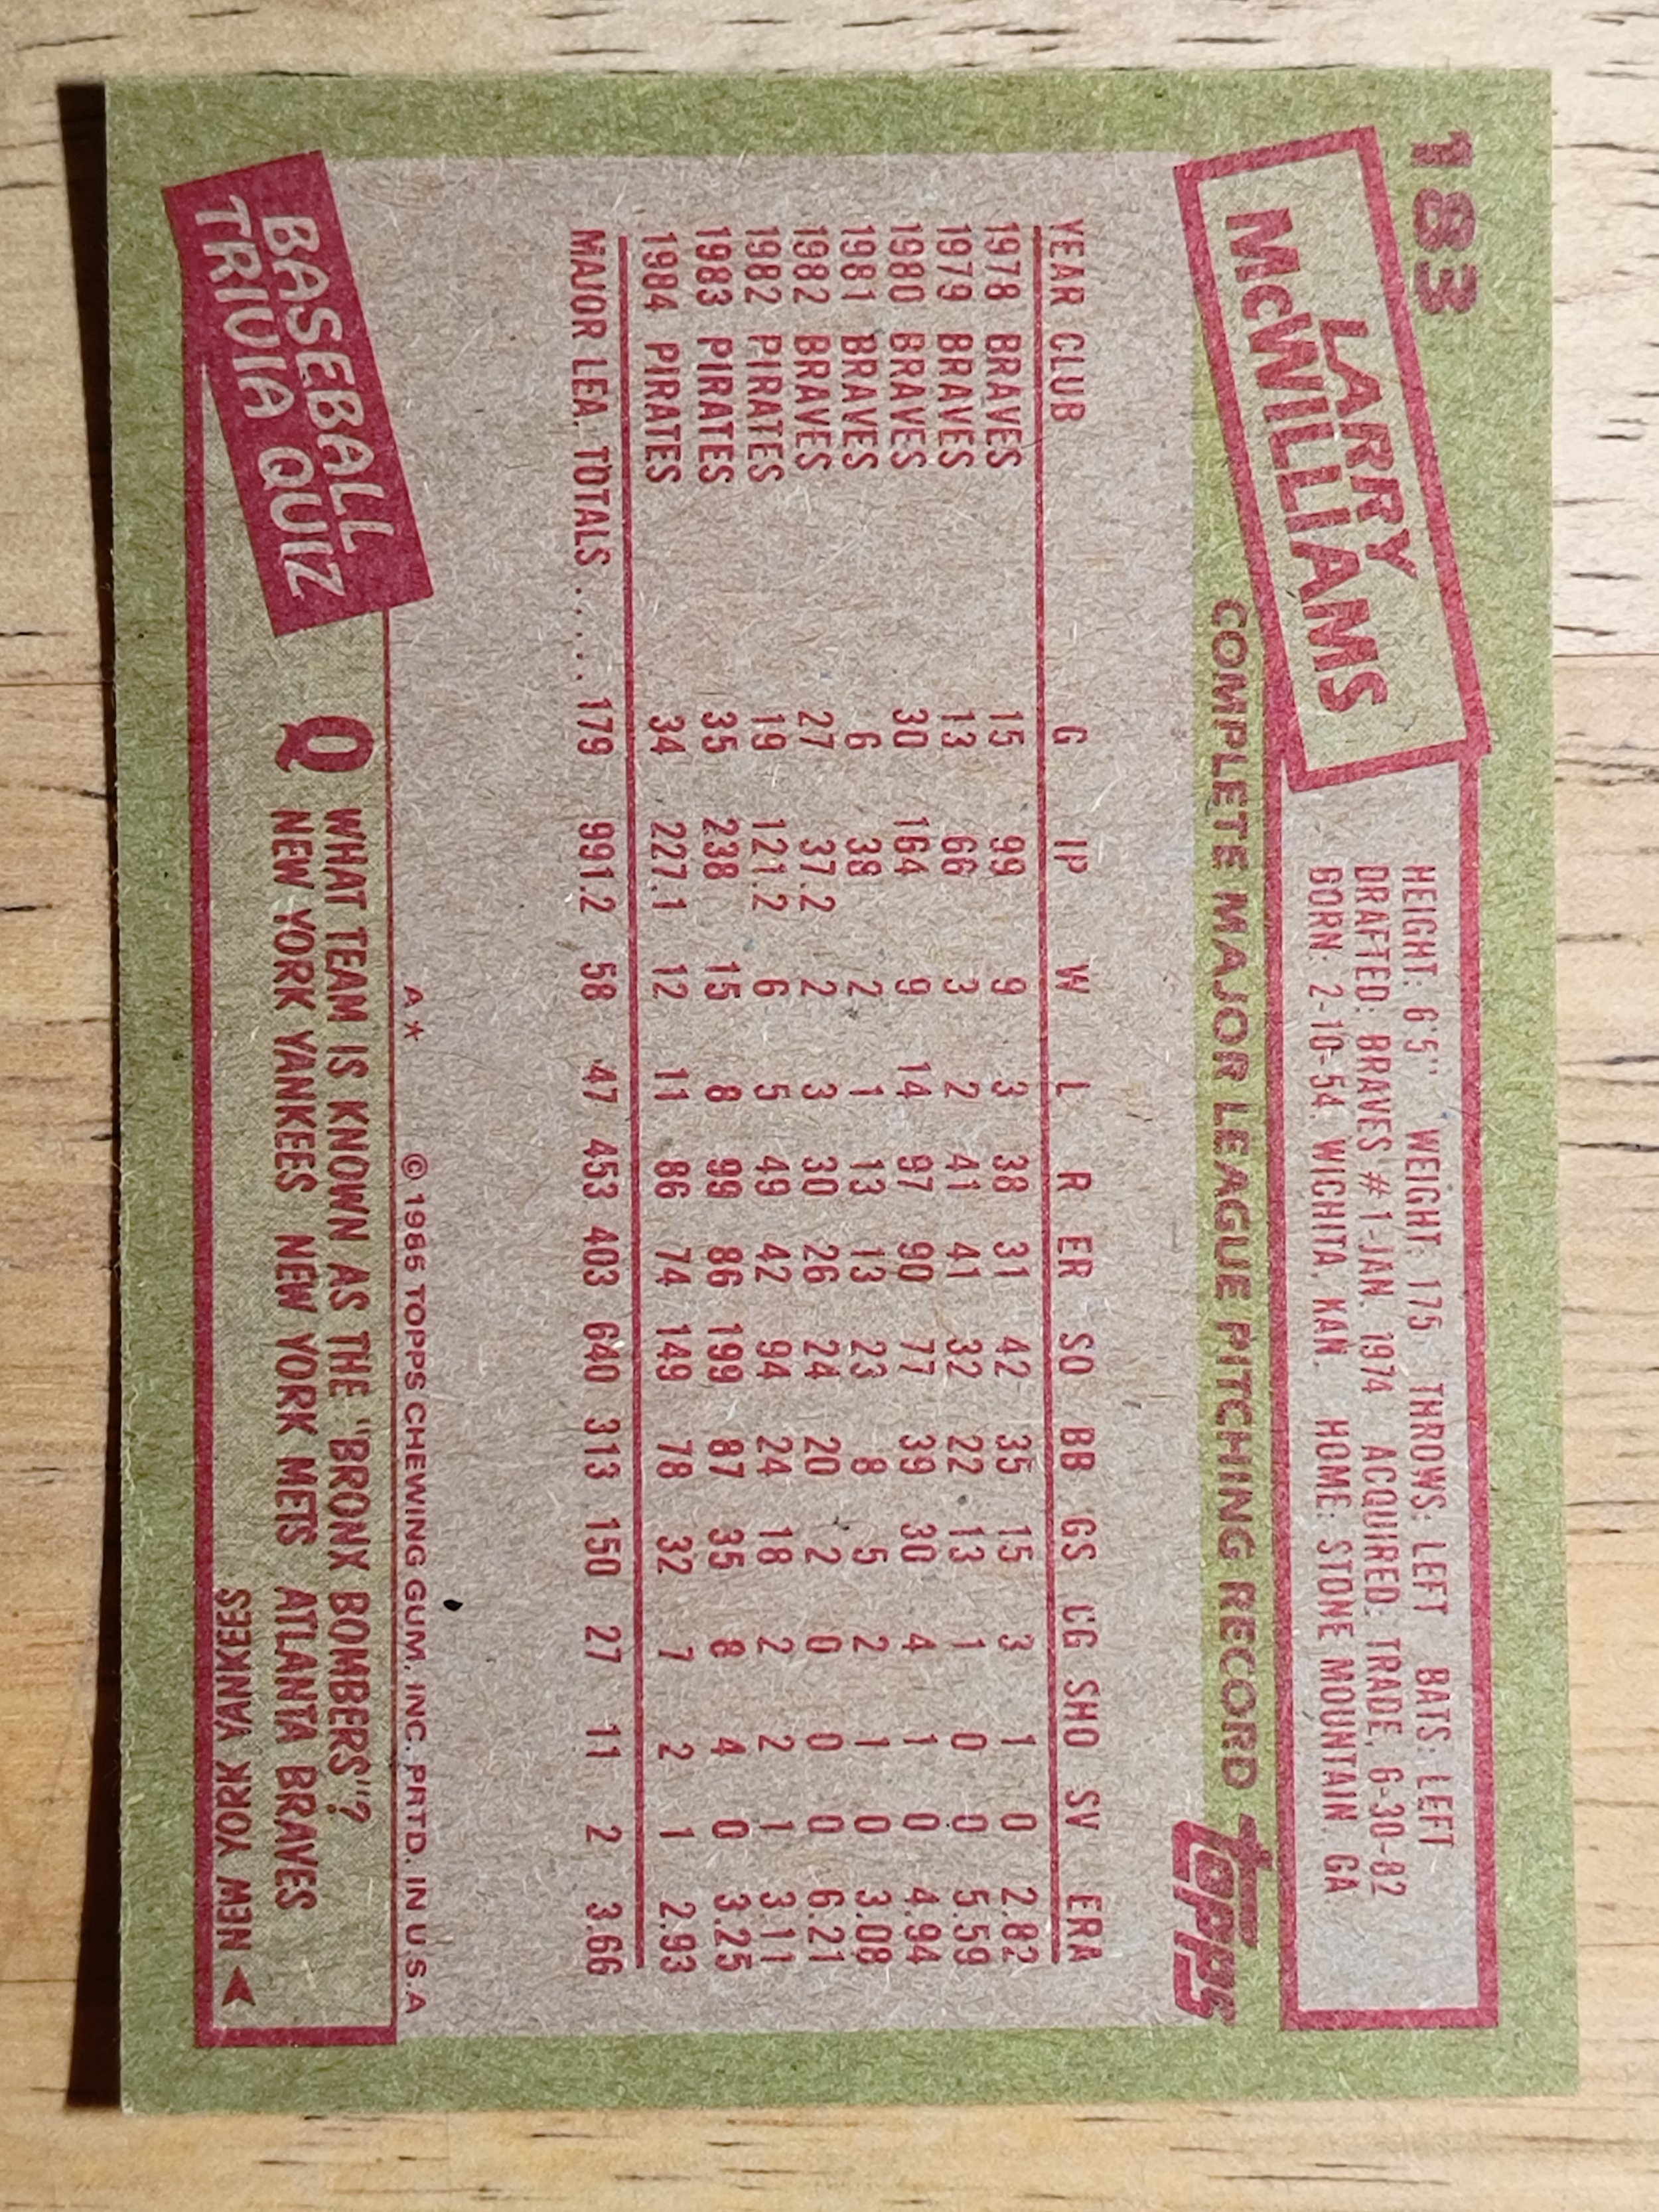 183
LARRY
McWILLIAMS
HEIGHT: 6'5" WEIGHT: 175 THROWS: LEFT BATS: LEFT
DRAFTED: BRAVES #1-JAN. 1974 ACQUIRED: TRADE, 6-30-82
BORN: 2-10-54, WICHITA, KAN. HOME: STONE MOUNTAIN, GA
COMPLETE MAJOR LEAGUE PITCHING RECORD topps
YEAR CLUB G IP W L R ER SO BB GS CG SHO SV ERA
1978 BRAVES 15 99 9 3 38 31 42 35 15 3 1 0 2.82
1979 BRAVES 13 66 3 2 41 41 32 22 13 1 0 0 5.59
1980 BRAVES 30 164 9 14 97 90 77 39 30 4 1 0 4.94
1981 BRAVES 6 38 2 1 13 13 23 8 5 2 1 0 3.08
1982 BRAVES 27 37.2 2 3 30 26 24 20 2 0 0 0 6.21
1982 PIRATES 19 121.2 6 5 49 42 94 24 18 2 2 1 3.11
1983 PIRATES 35 238 15 8 99 86 199 87 35 8 4 0 3.25
1984 PIRATES 34 227.1 12 11 86 74 149 78 32 7 2 1 2.93
MAJOR LEA. TOTALS ..... 179 991.2 58 47 453 403 640 313 150 27 11 2 3.66
A* © 1985 TOPPS CHEWING GUM, INC. PRTD. IN U.S.A
BASEBALL
TRIVIA QUIZ
Q WHAT TEAM IS KNOWN AS THE "BRONX BOMBERS"?
NEW YORK YANKEES NEW YORK METS ATLANTA BRAVES
NEW YORK YANKEES